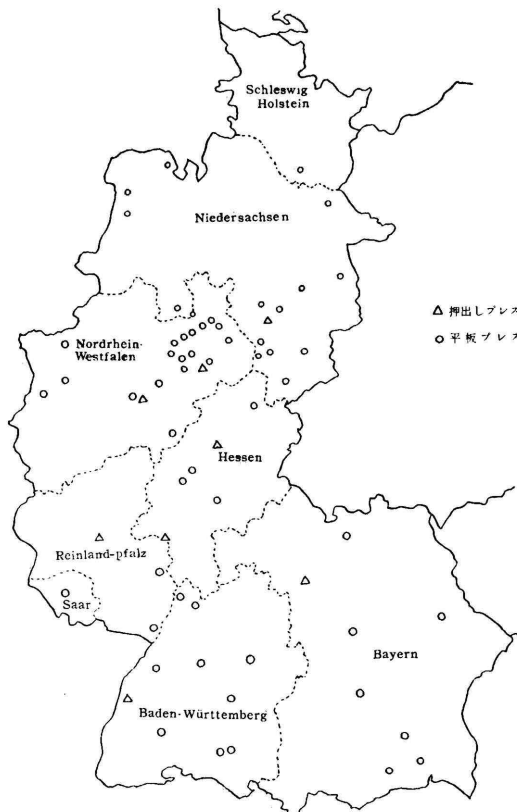 Schleswig
Holstein
Niedersachsen
△ 押出しプレス
○ 平板プレス
Nordrhein-
Westfalen
Hessen
Reinland-pfalz
Saar
Bayern
Baden-Württemberg